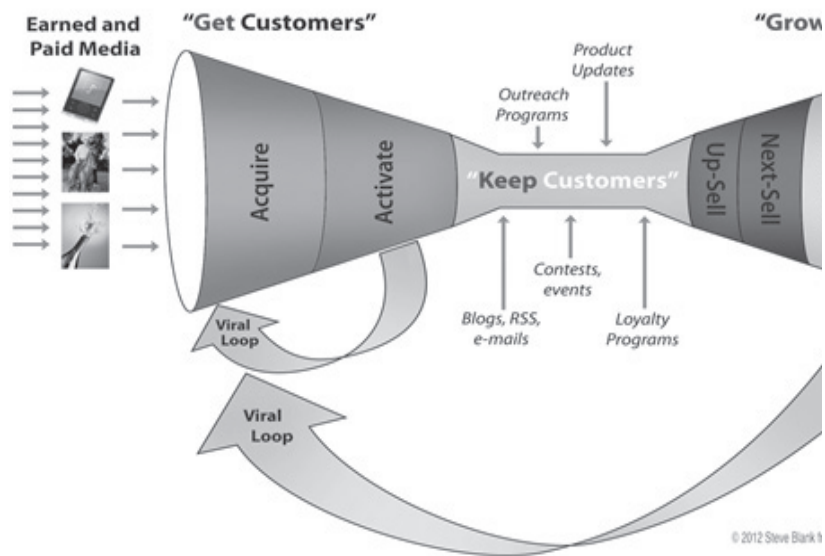 Earned and
Paid Media
"Get Customers"
"Grow
Product
Updates
Outreach
Programs
Acquire
Activate
"Keep Customers"
Up-Sell
Next-Sell
Contests,
events
Blogs, RSS,
e-mails
Loyalty
Programs
Viral
Loop
Viral
Loop
© 2012 Steve Blank